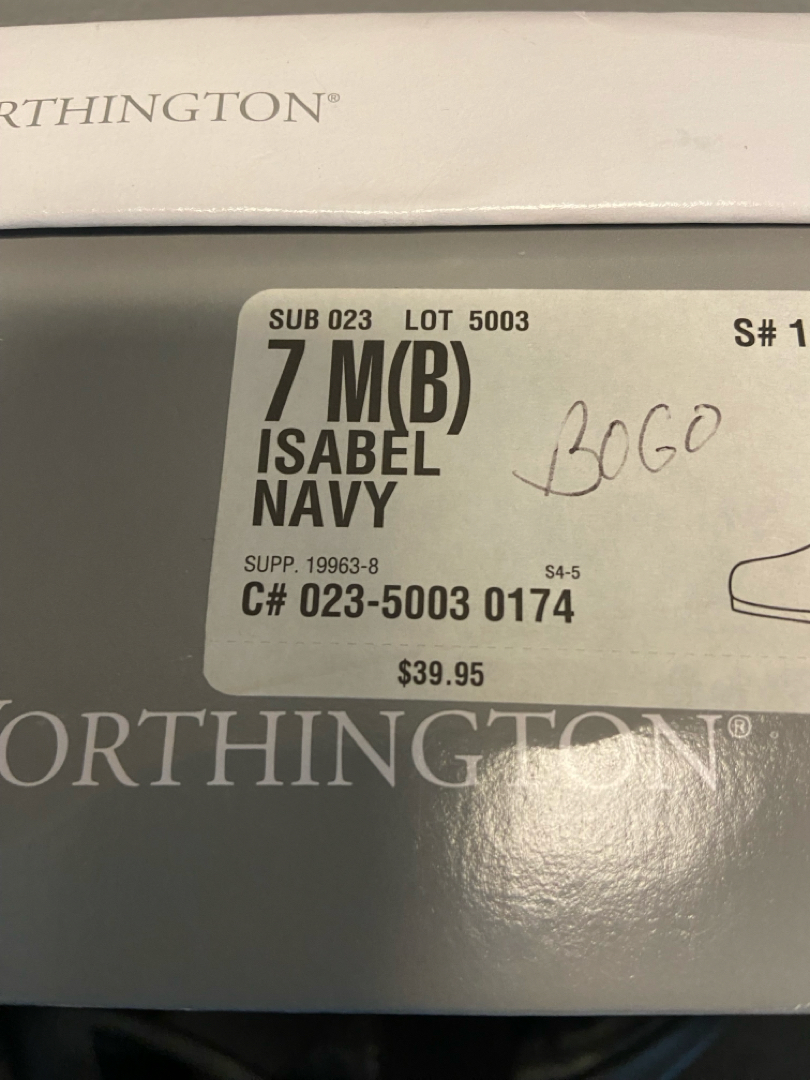 RTHINGTON®
SUB 023 LOT 5003
S# 1
7 M(B)
ISABEL
BOGO
NAVY
SUPP. 19963-8
S4-5
C# 023-5003 0174
$39.95
ORTHINGTON®